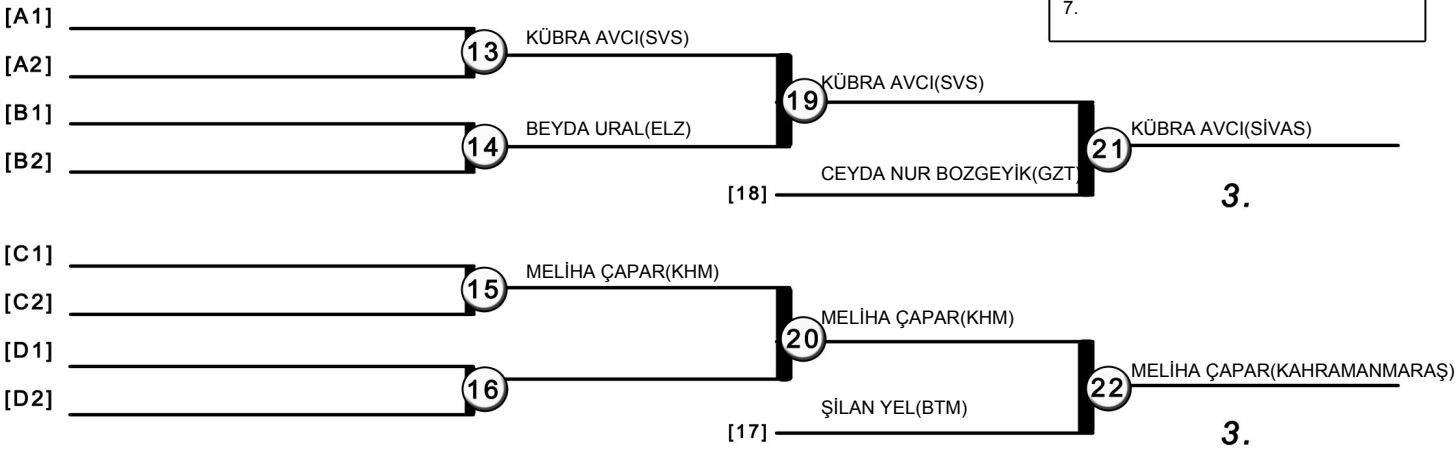 7.
[A1]
13
KÜBRA AVCI(SVS)
[A2]
19
KÜBRA AVCI(SVS)
[B1]
14
BEYDA URAL(ELZ)
21
KÜBRA AVCI(SİVAS)
[B2]
CEYDA NUR BOZGEYİK(GZT)
[18]
3.
[C1]
15
MELİHA ÇAPAR(KHM)
[C2]
20
MELİHA ÇAPAR(KHM)
[D1]
16
22
MELİHA ÇAPAR(KAHRAMANMARAŞ)
[D2]
ŞİLAN YEL(BTM)
[17]
3.